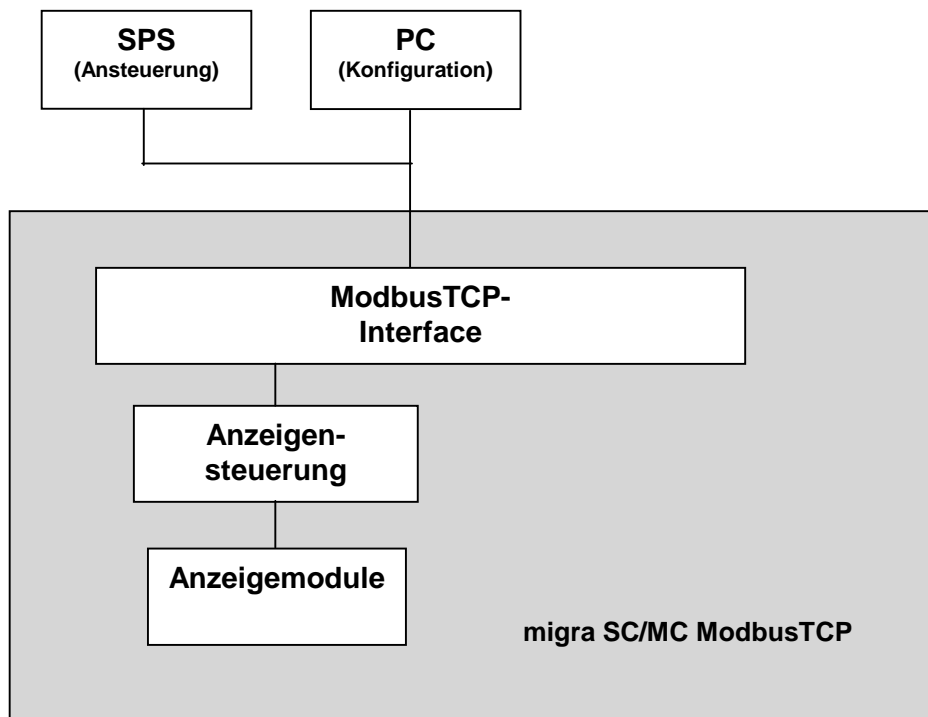 SPS
(Ansteuerung)
PC
(Konfiguration)
ModbusTCP-
Interface
Anzeigen-
steuerung
Anzeigemodule
migra SC/MC ModbusTCP